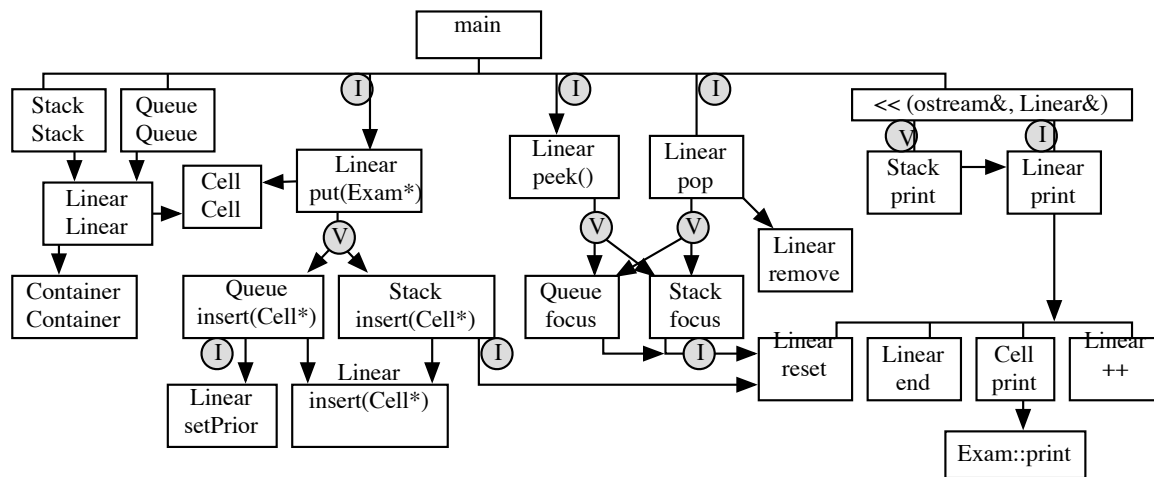 main
I
I
I
Stack
Stack
Queue
Queue
<< (ostream&, Linear&)
V
I
Linear
put(Exam*)
Linear
peek()
Linear
pop
Stack
print
Linear
print
Cell
Cell
Linear
Linear
V
V
V
Linear
remove
Container
Container
Queue
insert(Cell*)
Stack
insert(Cell*)
Queue
focus
Stack
focus
I
I
I
Linear
reset
Linear
end
Cell
print
Linear
++
Linear
setPrior
Linear
insert(Cell*)
Exam::print